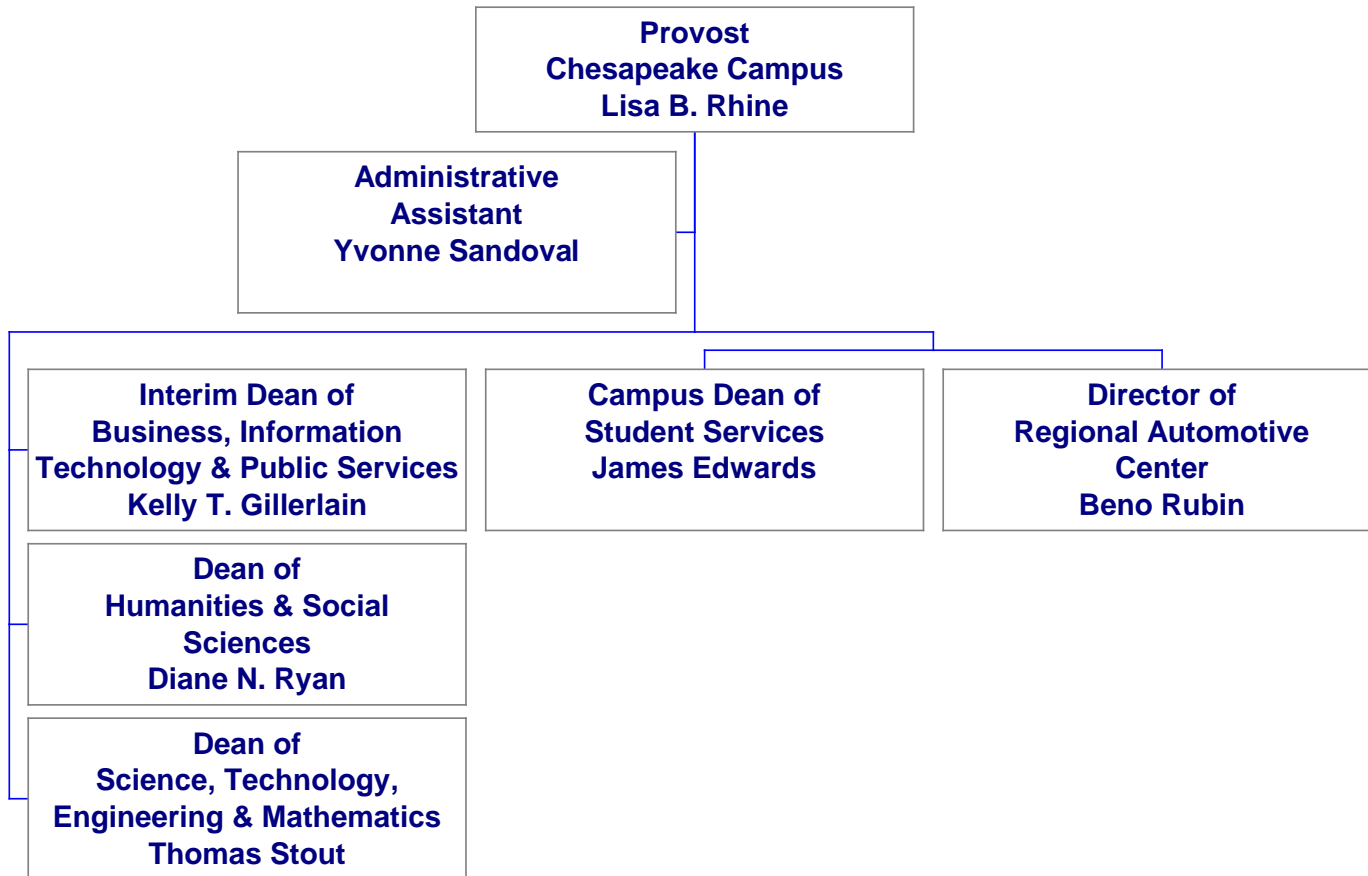 Provost
Chesapeake Campus
Lisa B. Rhine
Administrative
Assistant
Yvonne Sandoval
Interim Dean of
Business, Information
Technology & Public Services
Kelly T. Gillerlain
Campus Dean of
Student Services
James Edwards
Director of
Regional Automotive
Center
Beno Rubin
Dean of
Humanities & Social
Sciences
Diane N. Ryan
Dean of
Science, Technology,
Engineering & Mathematics
Thomas Stout